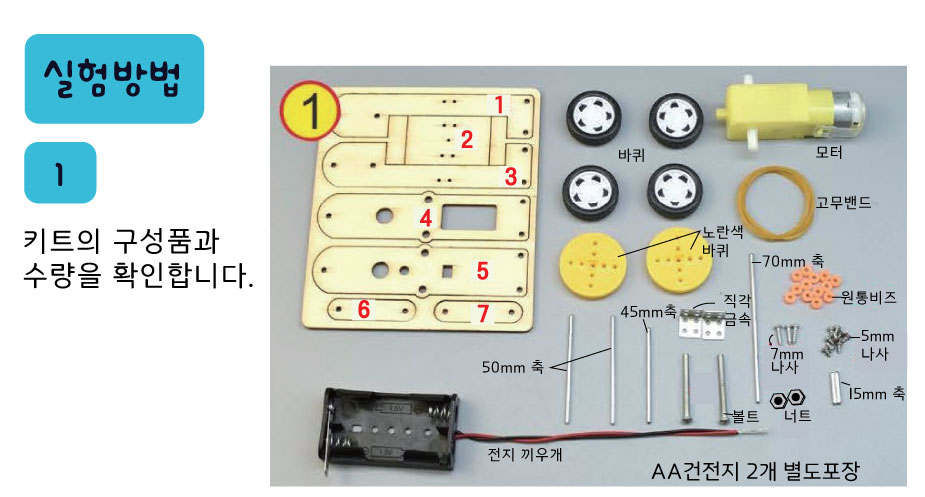 실험방법
1
키트의 구성품과
수량을 확인합니다.
1
1
2
3
4
5
6
7
바퀴
모터
고무밴드
노란색
바퀴
70mm 축
원통비즈
직각
금속
45mm축
50mm 축
7mm
나사
5mm
나사
15mm 축
볼트
너트
전지 끼우개
AA건전지 2개 별도포장